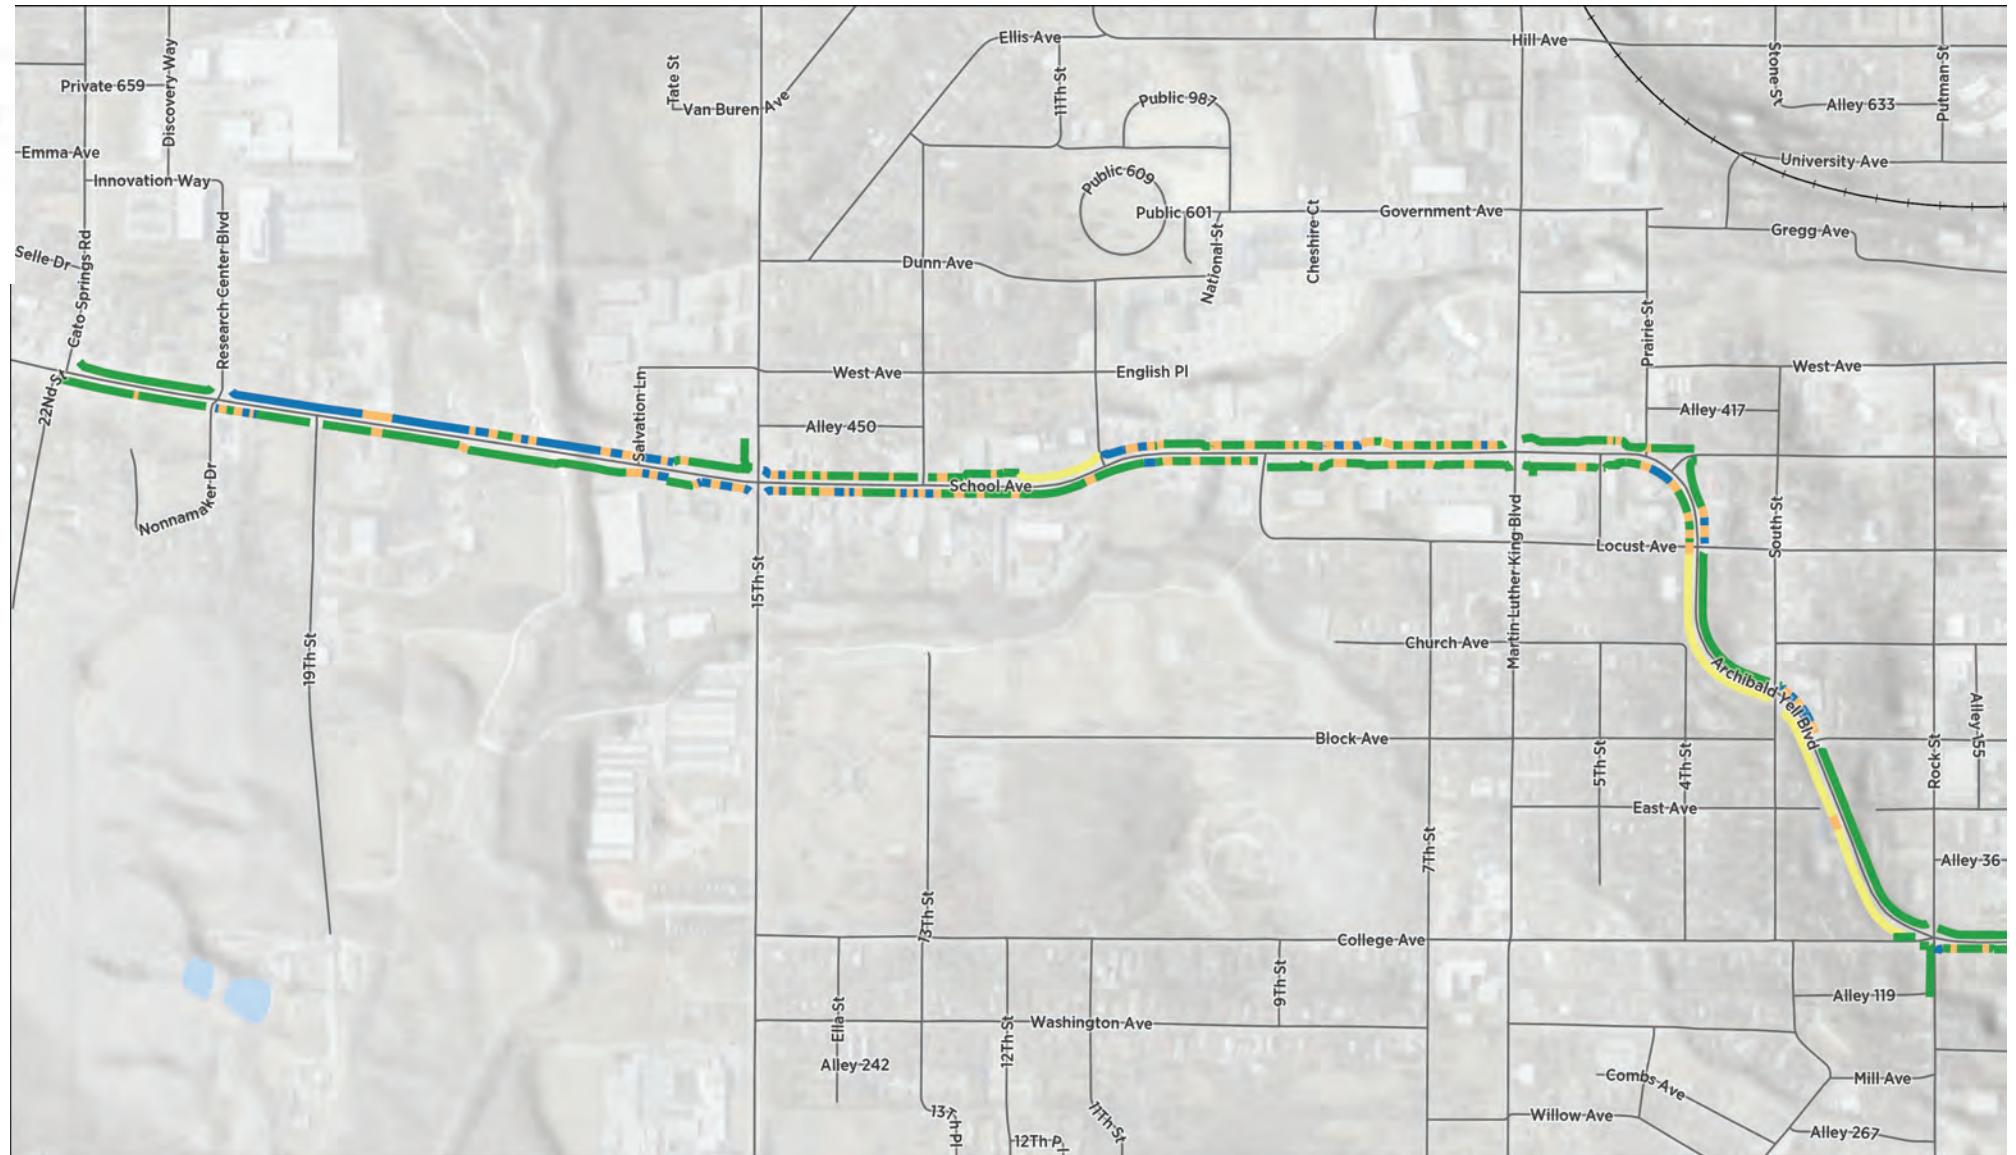 Ellis Ave
Hill Ave
Discovery Way
Tate St
11Th St
Stone St
Putman St
Private 659
Van Buren Ave
Public 987
Alley 633
Emma Ave
Innovation Way
University Ave
Public 609
Public 601
Government Ave
Cheshire Ct
National St
Gregg Ave
Selle Dr
Cato Springs Rd
Research Center Blvd
Dunn Ave
Prairie St
22Nd St
Salvation Ln
West Ave
English Pl
West Ave
Alley 450
Alley 417
School Ave
Nonnamaker Dr
15Th St
Martin Luther King Blvd
Locust Ave
South St
19Th St
Church Ave
Archibald Yell Blvd
Block Ave
5Th St
4Th St
Rock St
Alley 155
East Ave
7Th St
Alley 36
13Th St
College Ave
9Th St
Alley 119
Ella St
12Th St
Washington Ave
Alley 242
Combs Ave
Mill Ave
13Th Pl
12Th Pl
11Th St
Willow Ave
Alley 267